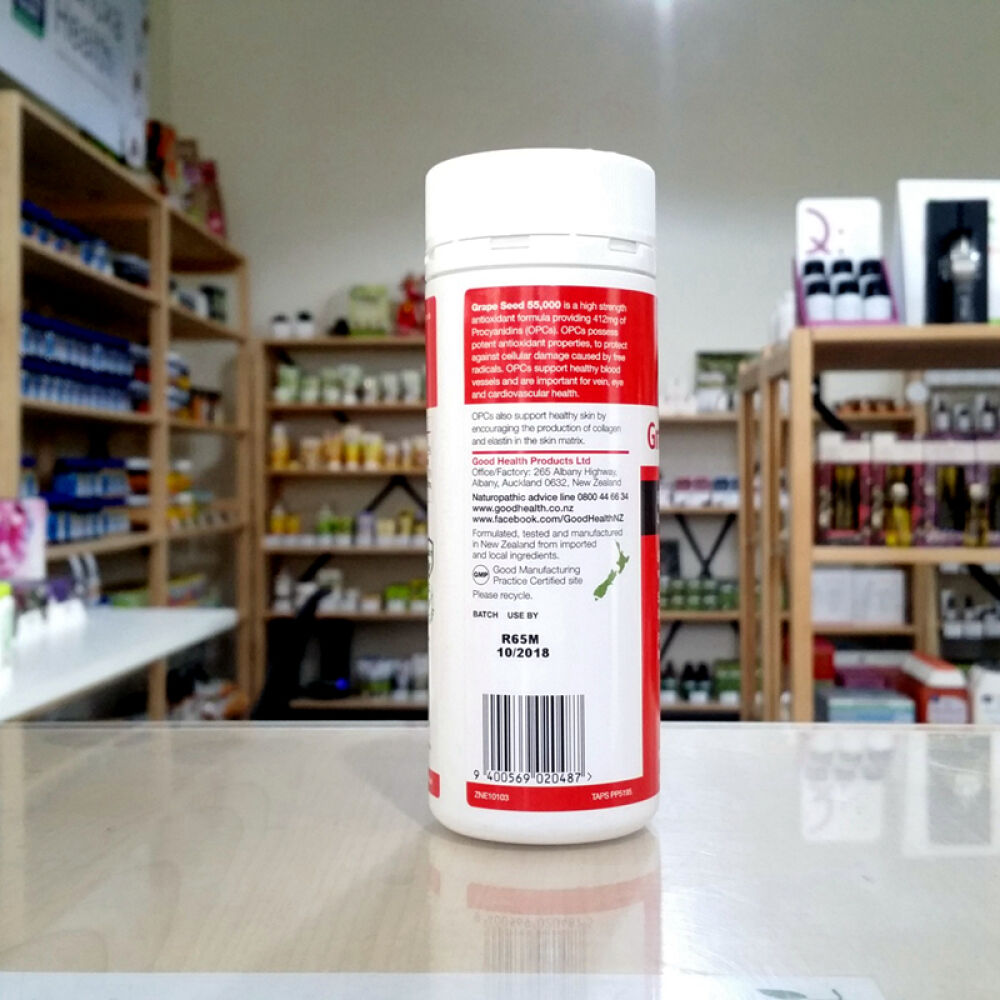 Grape Seed 55,000 is a high strength
antioxidant formula providing 412mg of
Procyanidins (OPCs). OPCs possess
potent antioxidant properties, to protect
against cellular damage caused by free
radicals. OPCs support healthy blood
vessels and are important for vein, eye
and cardiovascular health.
OPCs also support healthy skin by
encouraging the production of collagen
and elastin in the skin matrix.
Good Health Products Ltd
Office/Factory: 265 Albany Highway,
Albany, Auckland 0632, New Zealand
Naturopathic advice line 0800 44 66 34
www.goodhealth.co.nz
www.facebook.com/GoodHealthNZ
Formulated, tested and manufactured
in New Zealand from imported
and local ingredients.
GMP Good Manufacturing
Practice Certified site
Please recycle.
BATCH USE BY
R65M
10/2018
9 400569 020487 >
ZNE10103 TAPS PP5195